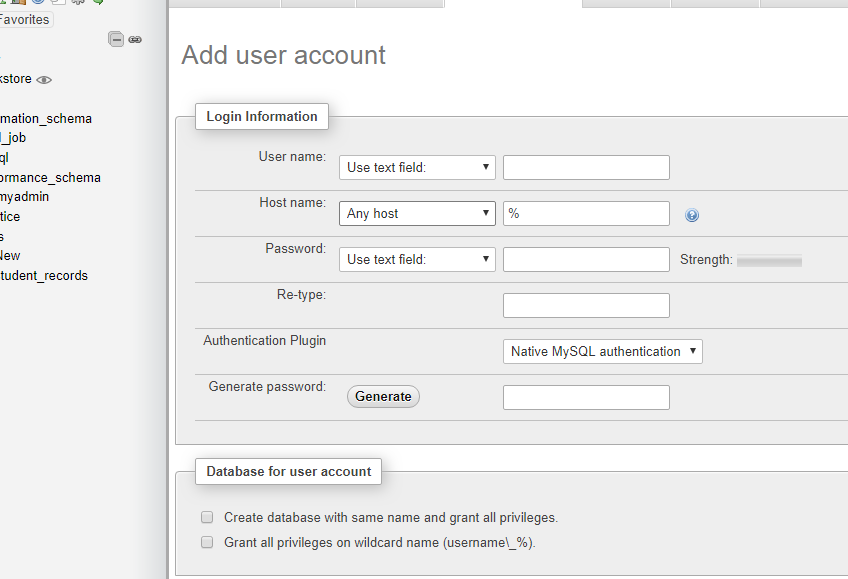 Favorites
kstore
mation_schema
_job
ql
ormance_schema
myadmin
tice
s
New
tudent_records
Add user account
Login Information
User name: Use text field:
Host name: Any host %
Password: Use text field: Strength:
Re-type:
Authentication Plugin Native MySQL authentication
Generate password: Generate
Database for user account
Create database with same name and grant all privileges.
Grant all privileges on wildcard name (username\_%).